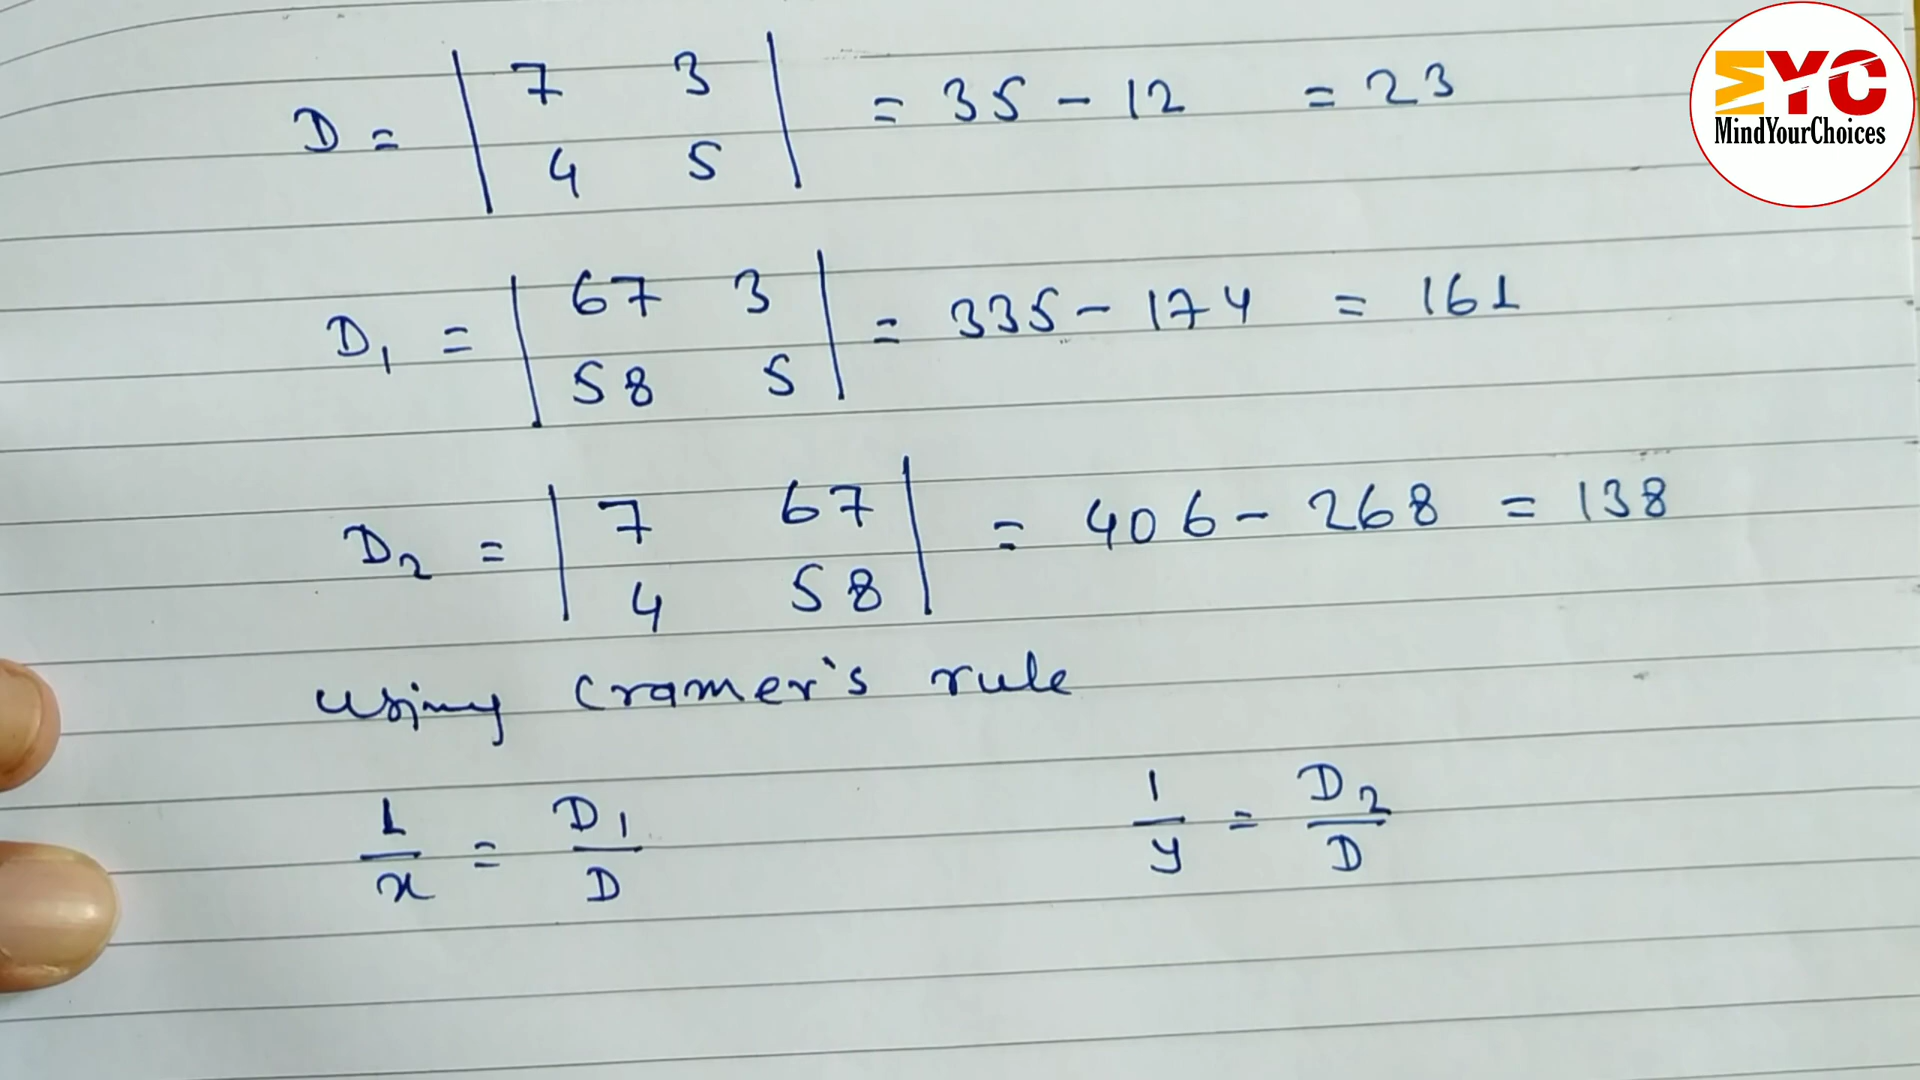 MYC
MindYourChoices
D = | 7 3 | = 35 - 12 = 23
| 4 5 |
D₁ = | 67 3 | = 335 - 174 = 161
| 58 5 |
D₂ = | 7 67 | = 406 - 268 = 138
| 4 58 |
Using Cramer's rule
1/x = D₁/D 1/y = D₂/D